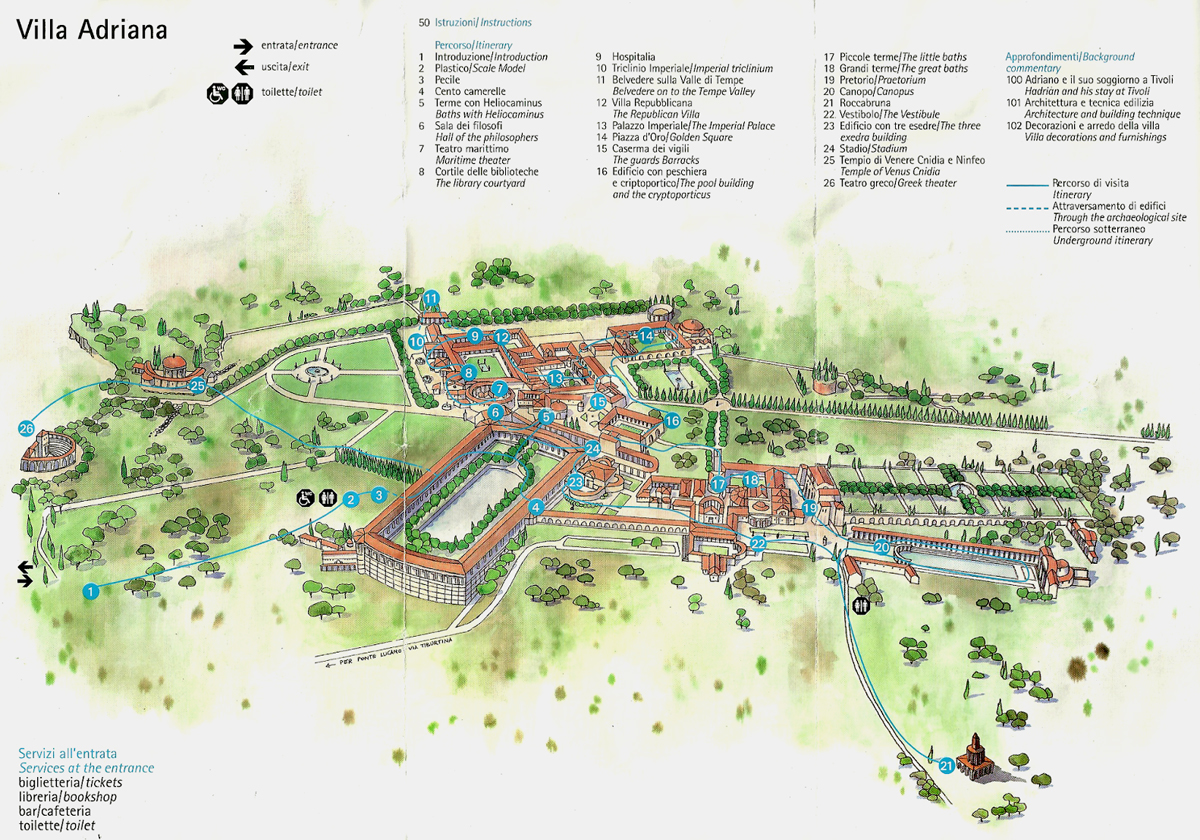 Villa Adriana
entrata/entrance
uscita/exit
toilette/toilet
50 Istruzioni/Instructions
Percorso/Itinerary
1 Introduzione/Introduction
2 Plastico/Scale Model
3 Pecile
4 Cento camerelle
5 Terme con Heliocaminus
Baths with Heliocaminus
6 Sala dei filosofi
Hall of the philosophers
7 Teatro marittimo
Maritime theater
8 Cortile delle biblioteche
The library courtyard
9 Hospitalia
10 Triclinio Imperiale/Imperial triclinium
11 Belvedere sulla Valle di Tempe
Belvedere on to the Tempe Valley
12 Villa Repubblicana
The Republican Villa
13 Palazzo Imperiale/The Imperial Palace
14 Piazza d'Oro/Golden Square
15 Caserma dei vigili
The guards Barracks
16 Edificio con peschiera
e criptoportico/The pool building
and the cryptoporticus
17 Piccole terme/The little baths
18 Grandi terme/The great baths
19 Pretorio/Praetorium
20 Canopo/Canopus
21 Roccabruna
22 Vestibolo/The Vestibule
23 Edificio con tre esedre/The three
exedra building
24 Stadio/Stadium
25 Tempio di Venere Cnidia e Ninfeo
Temple of Venus Cnidia
26 Teatro greco/Greek theater
Approfondimenti/Background
commentary
100 Adriano e il suo soggiorno a Tivoli
Hadrian and his stay at Tivoli
101 Architettura e tecnica edilizia
Architecture and building technique
102 Decorazioni e arredo della villa
Villa decorations and furnishings
Percorso di visita
Itinerary
Attraversamento di edifici
Through the archaeological site
Percorso sotterraneo
Underground itinerary
11
10
9
12
14
8
7
13
25
15
6
5
16
26
24
23
17
18
2
3
4
19
22
20
1
← PER PONTE LUCANO VIA TIBURTINA
21
Servizi all'entrata
Services at the entrance
biglietteria/tickets
libreria/bookshop
bar/cafeteria
toilette/toilet